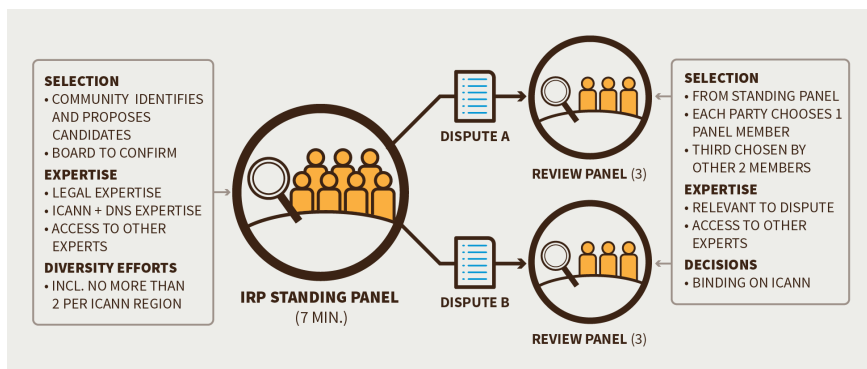 SELECTION
• COMMUNITY IDENTIFIES
AND PROPOSES
CANDIDATES
• BOARD TO CONFIRM
EXPERTISE
• LEGAL EXPERTISE
• ICANN + DNS EXPERTISE
• ACCESS TO OTHER
EXPERTS
DIVERSITY EFFORTS
• INCL. NO MORE THAN
2 PER ICANN REGION
IRP STANDING PANEL
(7 MIN.)
DISPUTE A
REVIEW PANEL (3)
DISPUTE B
REVIEW PANEL (3)
SELECTION
• FROM STANDING PANEL
• EACH PARTY CHOOSES 1
PANEL MEMBER
• THIRD CHOSEN BY
OTHER 2 MEMBERS
EXPERTISE
• RELEVANT TO DISPUTE
• ACCESS TO OTHER
EXPERTS
DECISIONS
• BINDING ON ICANN